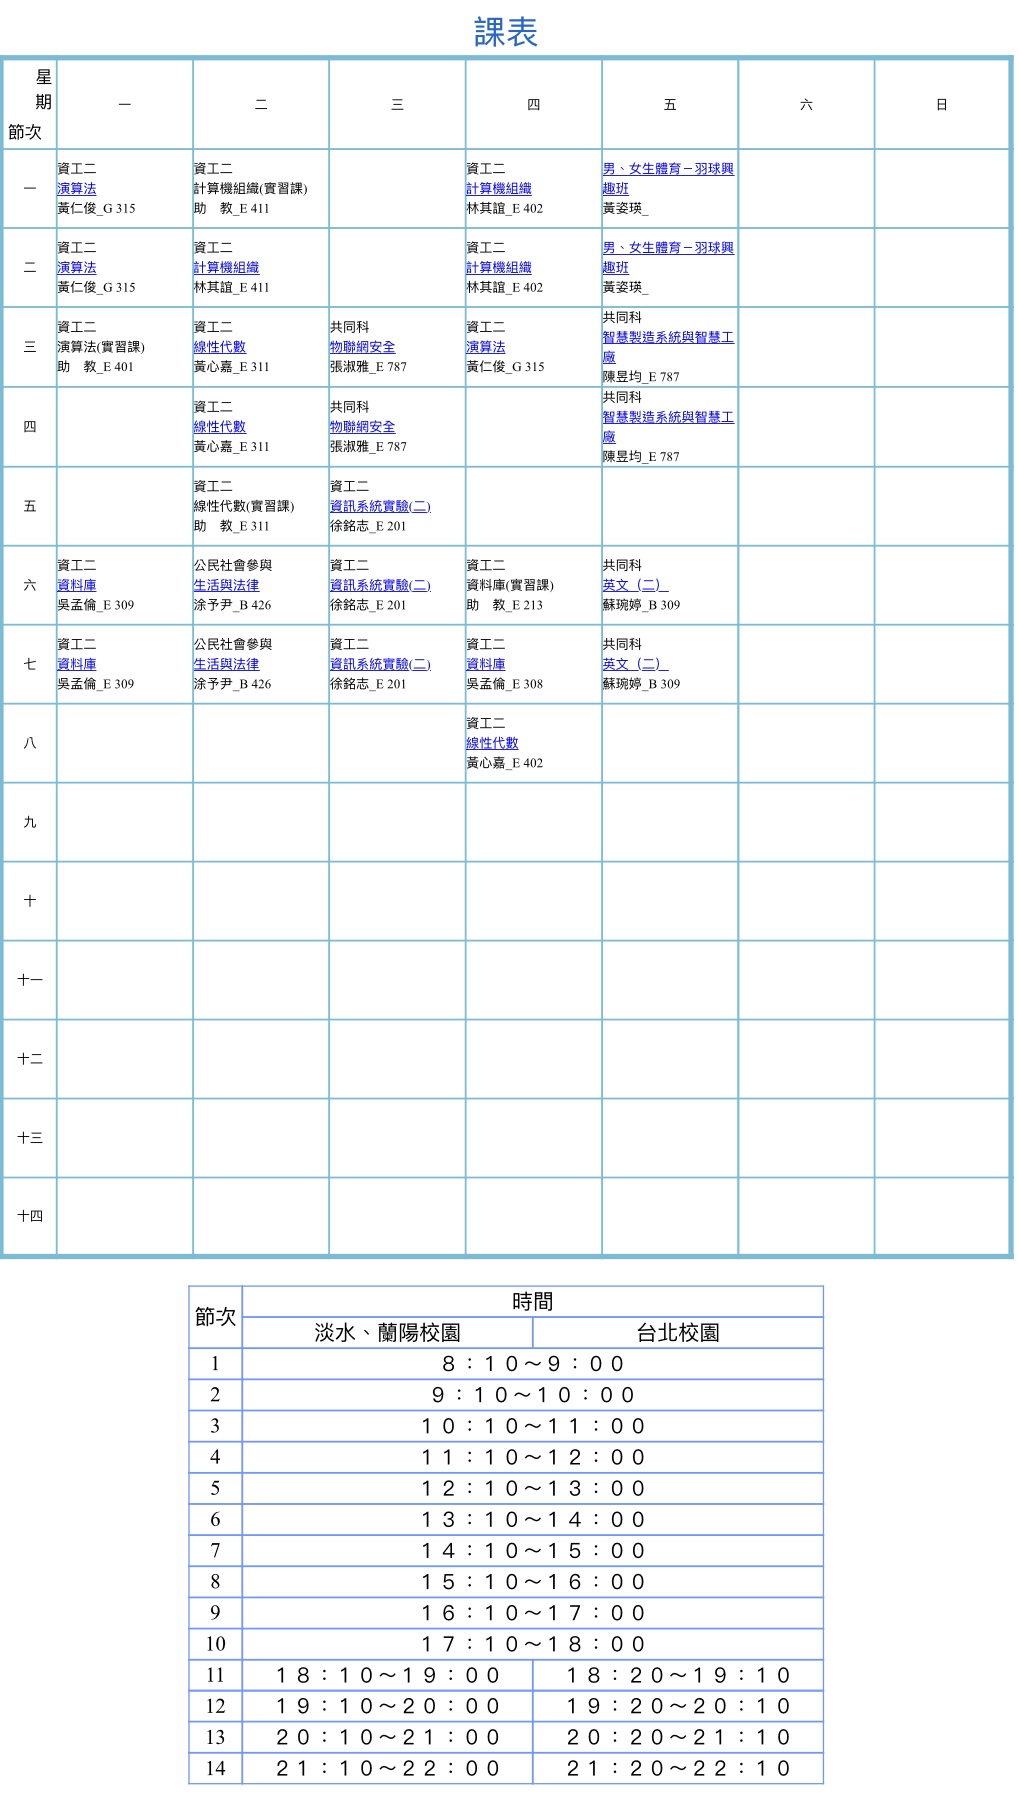 課表
星
期
節次
一
二
三
四
五
六
日
一
資工二
演算法
黃仁俊_G 315
資工二
計算機組織(實習課)
助　教_E 411
資工二
計算機組織
林其誼_E 402
男、女生體育－羽球興
趣班
黃姿瑛_
二
資工二
演算法
黃仁俊_G 315
資工二
計算機組織
林其誼_E 411
資工二
計算機組織
林其誼_E 402
男、女生體育－羽球興
趣班
黃姿瑛_
三
資工二
演算法(實習課)
助　教_E 401
資工二
線性代數
黃心嘉_E 311
共同科
物聯網安全
張淑雅_E 787
資工二
演算法
黃仁俊_G 315
共同科
智慧製造系統與智慧工
廠
陳昱均_E 787
四
資工二
線性代數
黃心嘉_E 311
共同科
物聯網安全
張淑雅_E 787
共同科
智慧製造系統與智慧工
廠
陳昱均_E 787
五
資工二
線性代數(實習課)
助　教_E 311
資工二
資訊系統實驗(二)
徐銘志_E 201
六
資工二
資料庫
吳孟倫_E 309
公民社會參與
生活與法律
涂予尹_B 426
資工二
資訊系統實驗(二)
徐銘志_E 201
資工二
資料庫(實習課)
助　教_E 213
共同科
英文（二）
蘇琬婷_B 309
七
資工二
資料庫
吳孟倫_E 309
公民社會參與
生活與法律
涂予尹_B 426
資工二
資訊系統實驗(二)
徐銘志_E 201
資工二
資料庫
吳孟倫_E 308
共同科
英文（二）
蘇琬婷_B 309
八
資工二
線性代數
黃心嘉_E 402
九
十
十一
十二
十三
十四
節次
時間
淡水、蘭陽校園
台北校園
1
８：１０～９：００
2
９：１０～１０：００
3
１０：１０～１１：００
4
１１：１０～１２：００
5
１２：１０～１３：００
6
１３：１０～１４：００
7
１４：１０～１５：００
8
１５：１０～１６：００
9
１６：１０～１７：００
10
１７：１０～１８：００
11
１８：１０～１９：００
１８：２０～１９：１０
12
１９：１０～２０：００
１９：２０～２０：１０
13
２０：１０～２１：００
２０：２０～２１：１０
14
２１：１０～２２：００
２１：２０～２２：１０